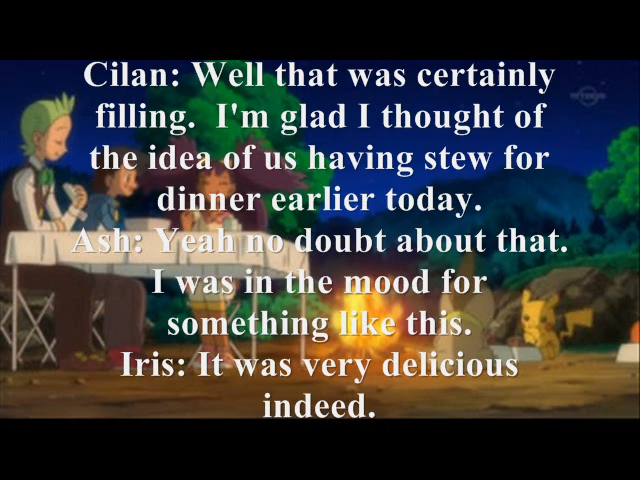 Cilan: Well that was certainly
filling.  I'm glad I thought of
the idea of us having stew for
dinner earlier today.
Ash: Yeah no doubt about that.
I was in the mood for
something like this.
Iris: It was very delicious
indeed.